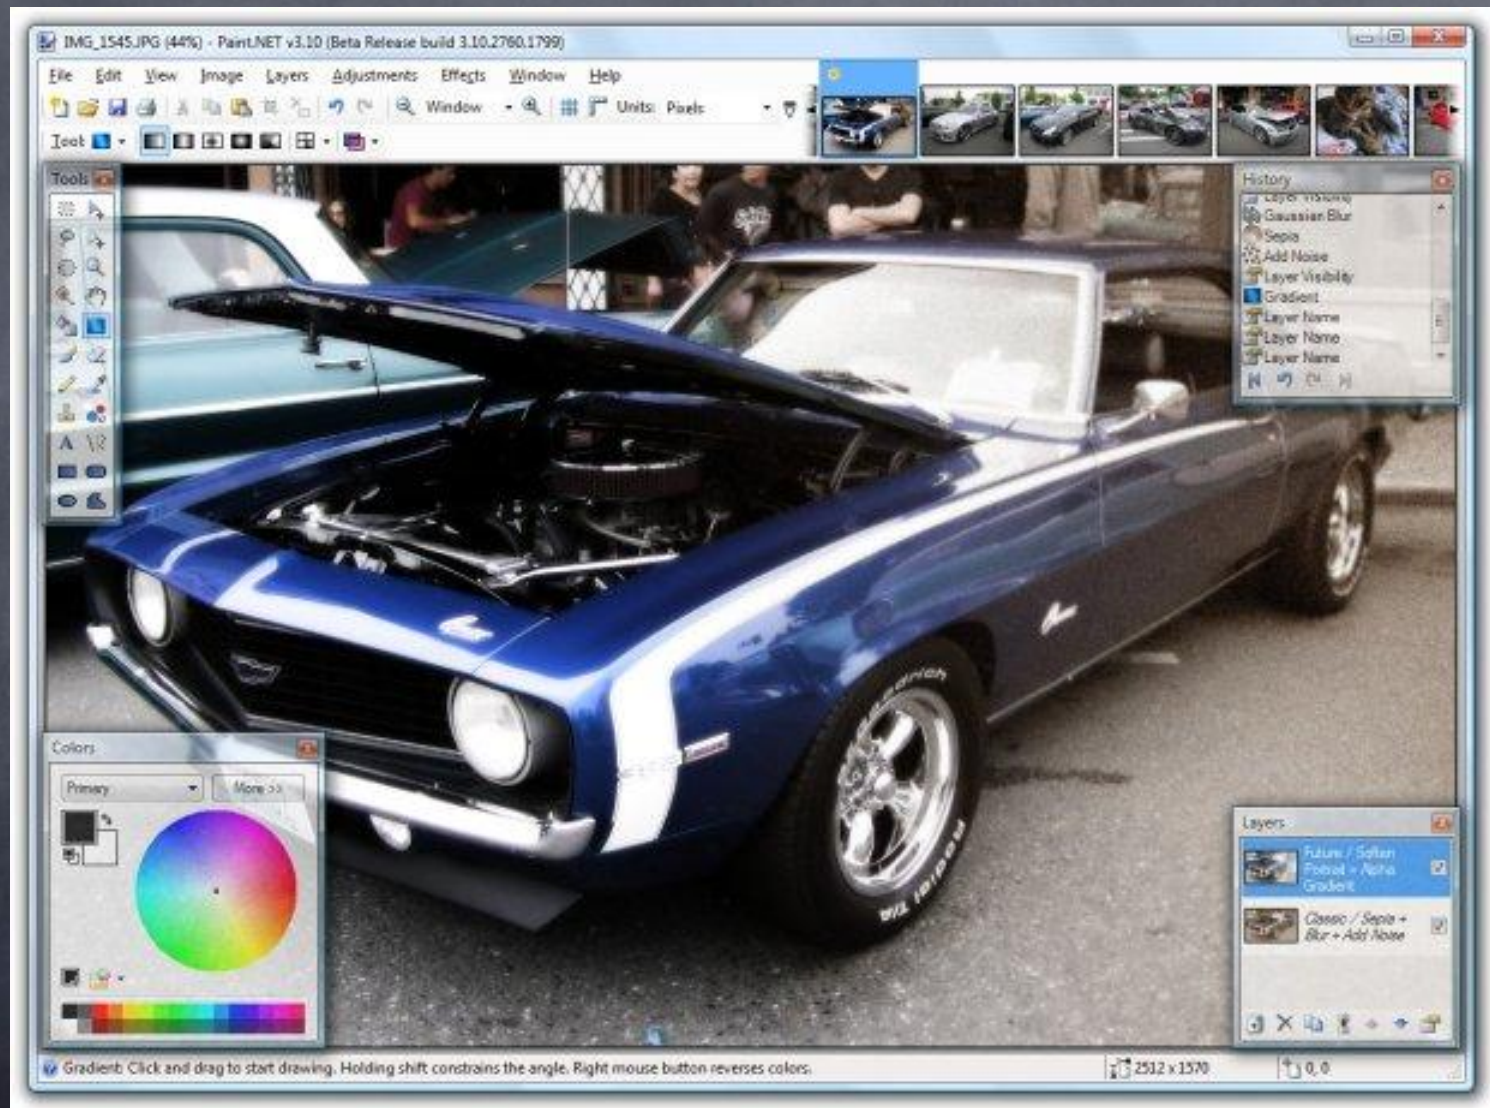 IMG_1545.JPG (44%) - Paint.NET v3.10 (Beta Release build 3.10.2760.1799)
File Edit View Image Layers Adjustments Effects Window Help
Window Units: Pixels
Tool:
Tools
History
Layer Visibility
Gaussian Blur
Sepia
Add Noise
Layer Visibility
Gradient
Layer Name
Layer Name
Layer Name
Radial T/A
Colors
Primary More >>
Layers
Future / Soften
Portrait + Alpha
Gradient
Classic / Sepia +
Blur + Add Noise
Gradient: Click and drag to start drawing. Holding shift constrains the angle. Right mouse button reverses colors.
2512 x 1570 0, 0